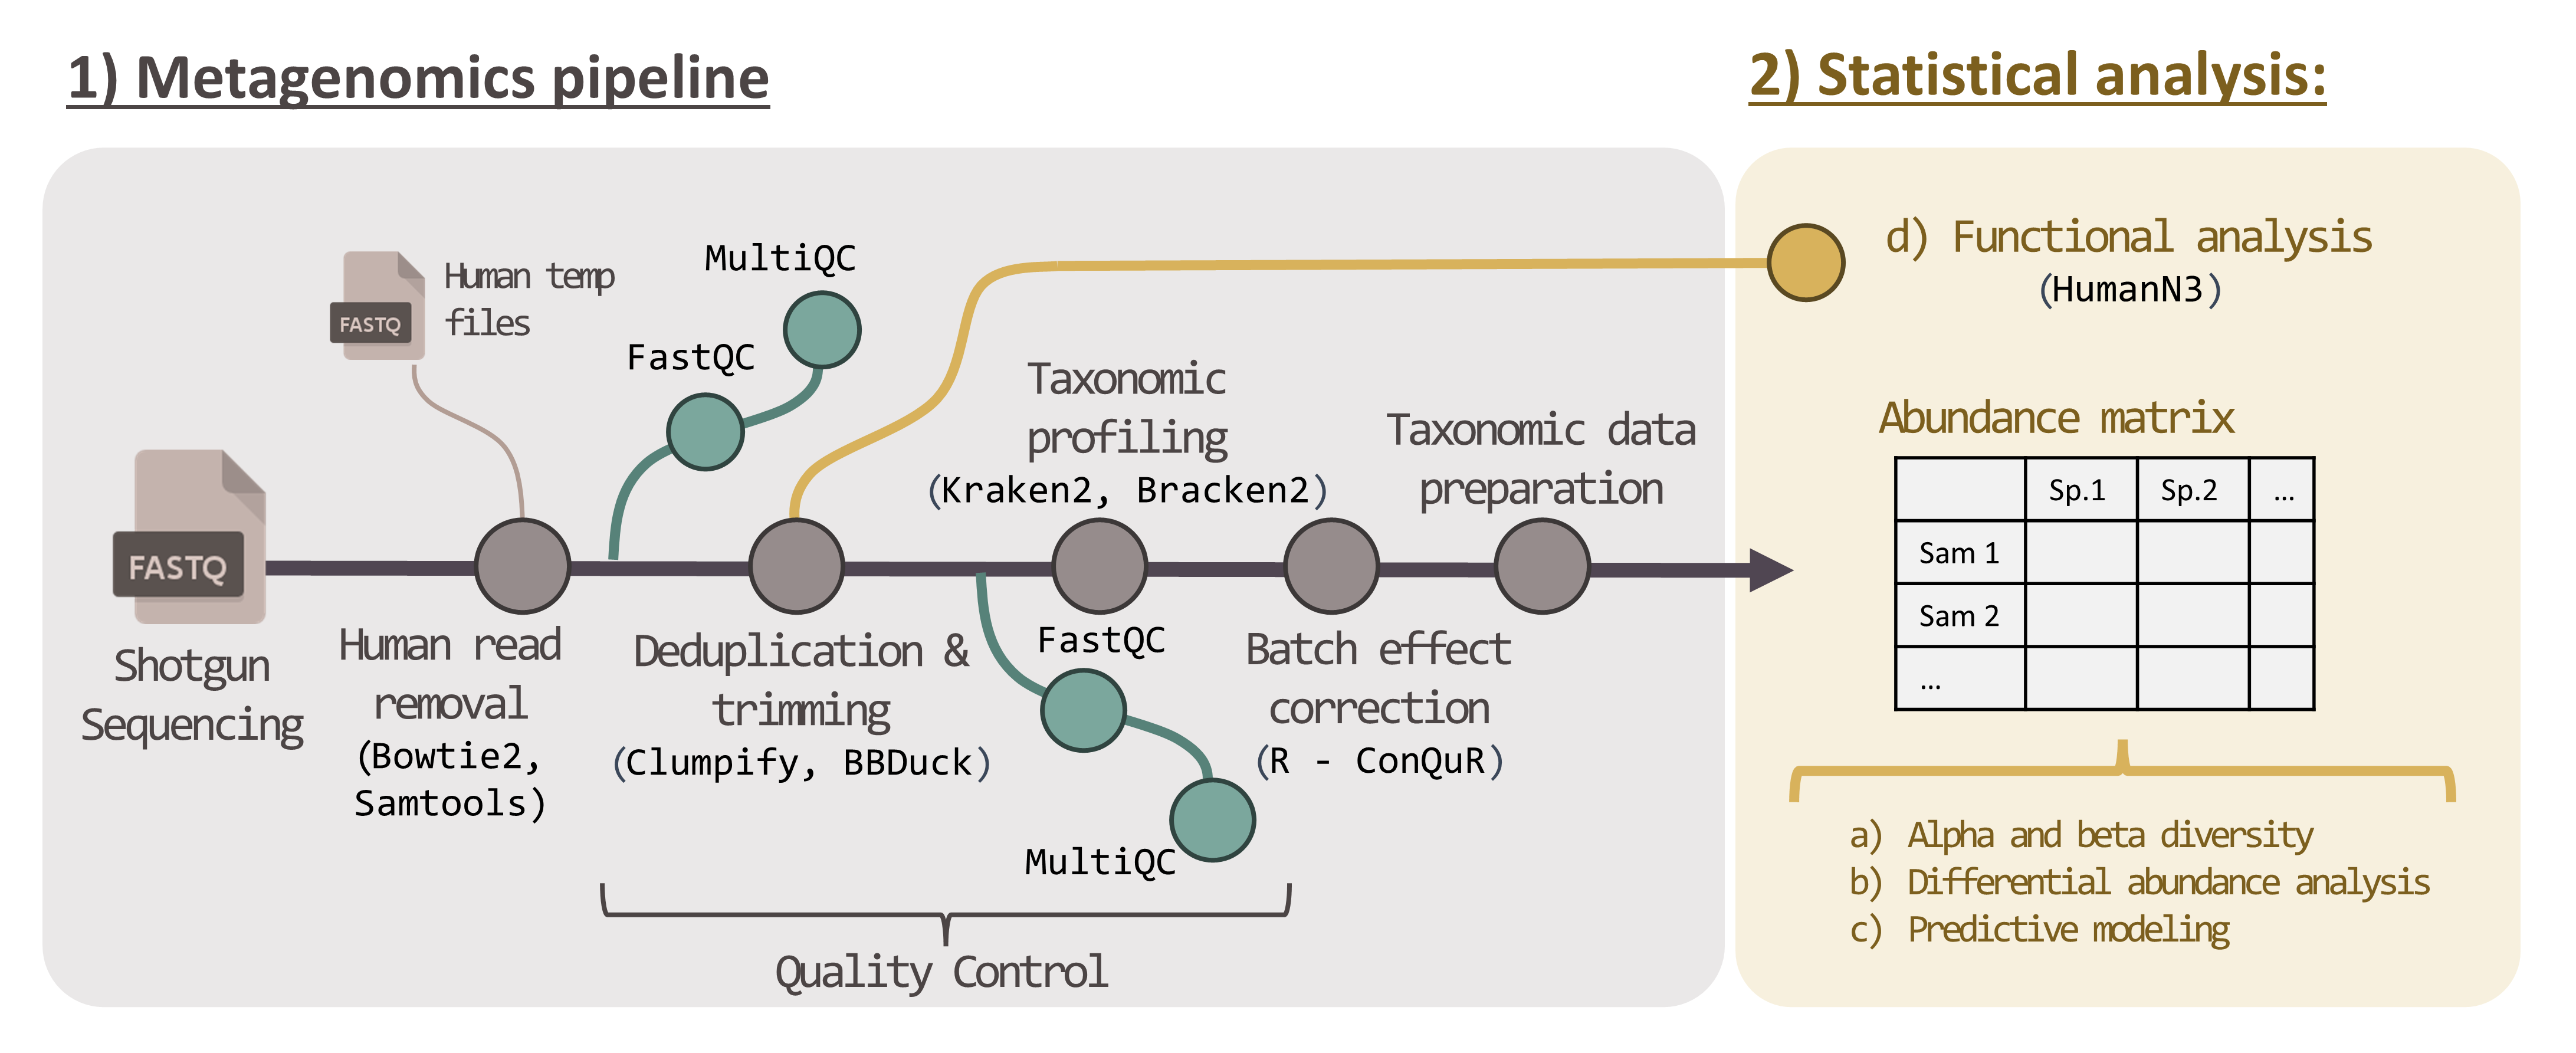 1) Metagenomics pipeline
2) Statistical analysis:
FASTQ
Human temp
files
MultiQC
FastQC
FASTQ
Shotgun
Sequencing
Human read
removal
(Bowtie2,
Samtools)
Deduplication &
trimming
(Clumpify, BBDuck)
Taxonomic
profiling
(Kraken2, Bracken2)
FastQC
MultiQC
Batch effect
correction
(R - ConQuR)
Taxonomic data
preparation
Quality Control
d) Functional analysis
(HumanN3)
Abundance matrix
Sp.1 Sp.2 ...
Sam 1
Sam 2
...
a) Alpha and beta diversity
b) Differential abundance analysis
c) Predictive modeling